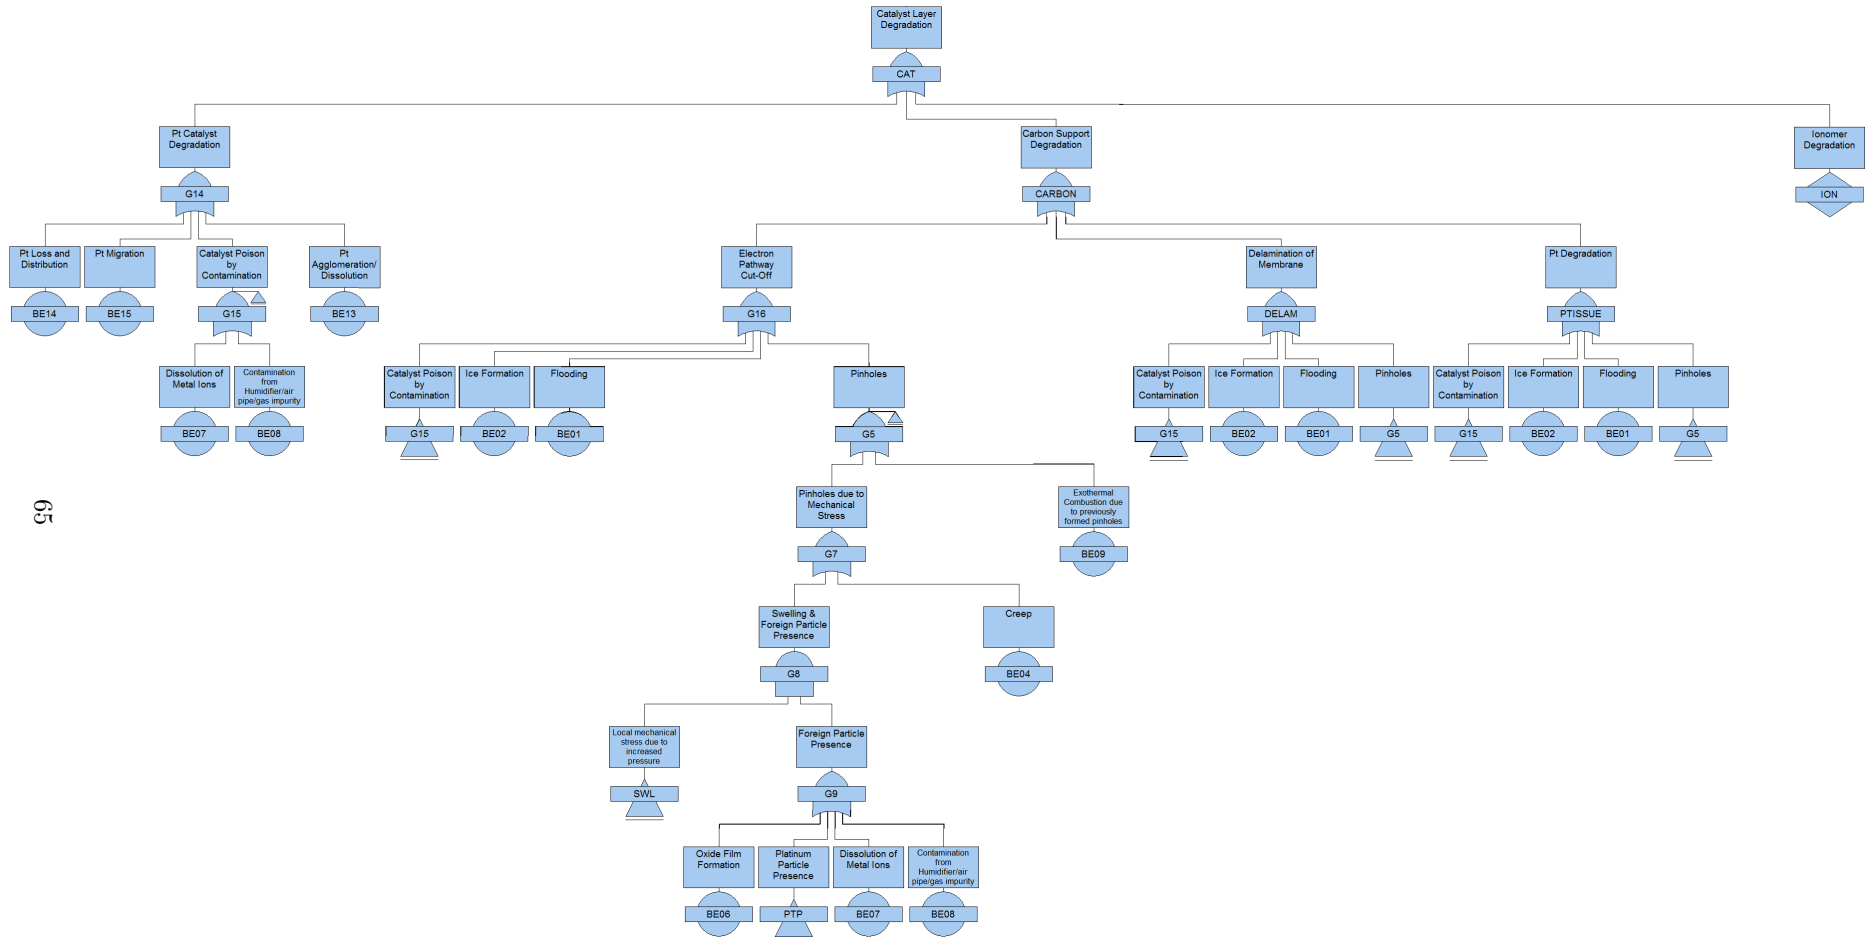 Catalyst Layer
Degradation
CAT
Pt Catalyst
Degradation
G14
Carbon Support
Degradation
CARBON
Ionomer
Degradation
ION
Pt Loss and
Distribution
BE14
Pt Migration
BE15
Catalyst Poison
by
Contamination
G15
Pt
Agglomeration/
Dissolution
BE13
Electron
Pathway
Cut-Off
G16
Delamination of
Membrane
DELAM
Pt Degradation
PTISSUE
Dissolution of
Metal Ions
BE07
Contamination
from
Humidifier/air
pipe/gas impurity
BE08
Catalyst Poison
by
Contamination
G15
Ice Formation
BE02
Flooding
BE01
Pinholes
G5
Catalyst Poison
by
Contamination
G15
Ice Formation
BE02
Flooding
BE01
Pinholes
G5
Catalyst Poison
by
Contamination
G15
Ice Formation
BE02
Flooding
BE01
Pinholes
G5
65
Pinholes due to
Mechanical
Stress
G7
Exothermal
Combustion due
to previously
formed pinholes
BE09
Swelling &
Foreign Particle
Presence
G8
Creep
BE04
Local mechanical
stress due to
increased
pressure
SWL
Foreign Particle
Presence
G9
Oxide Film
Formation
BE06
Platinum
Particle
Presence
PTP
Dissolution of
Metal Ions
BE07
Contamination
from
Humidifier/air
pipe/gas impurity
BE08